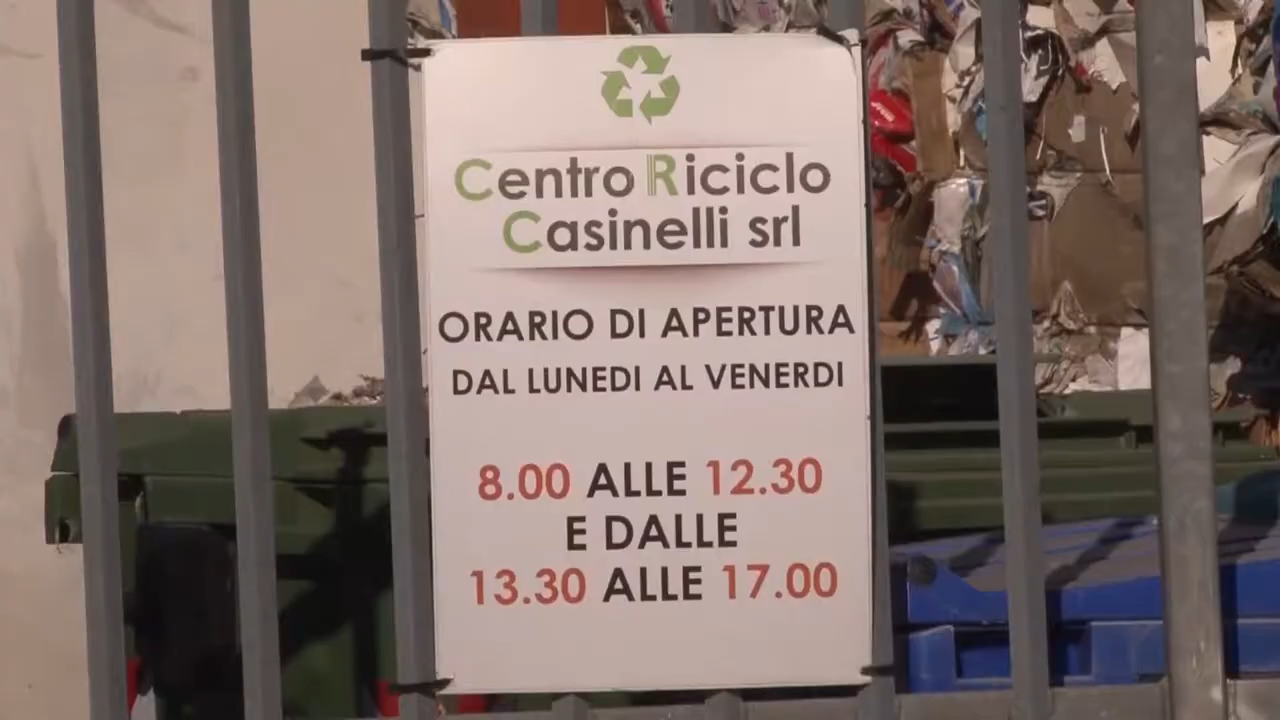 Centro Riciclo
Casinelli srl
ORARIO DI APERTURA
DAL LUNEDI AL VENERDI
8.00 ALLE 12.30
E DALLE
13.30 ALLE 17.00